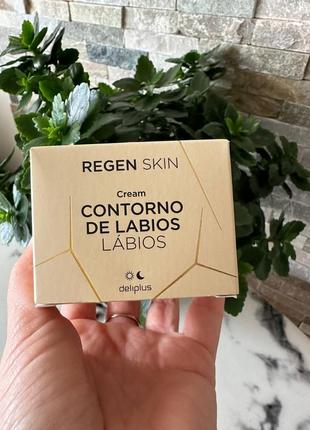 REGEN SKIN
Cream
CONTORNO
DE LABIOS
LÁBIOS
deliplus